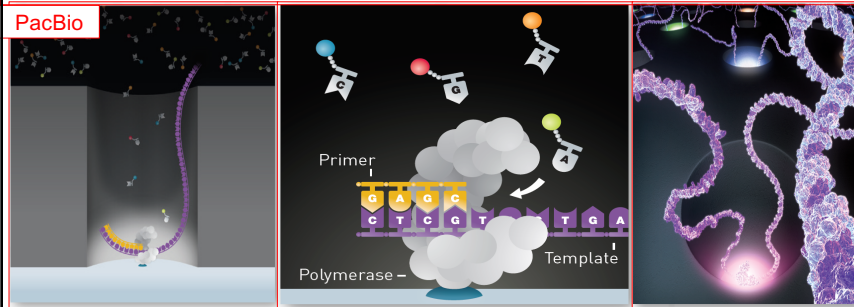 PacBio
C
G
T
A
Primer
G A G C
C T C G T T G A
Template
Polymerase